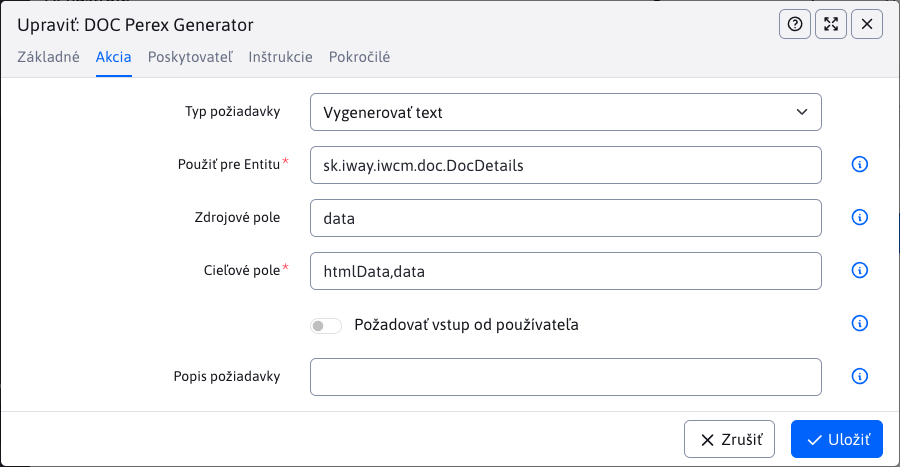 Upraviť: DOC Perex Generator
Základné Akcia Poskytovateľ Inštrukcie Pokročilé
Typ požiadavky Vygenerovať text
Použiť pre Entitu* sk.iway.iwcm.doc.DocDetails
Zdrojové pole data
Cieľové pole* htmlData,data
Požadovať vstup od používateľa
Popis požiadavky
Zrušiť Uložiť